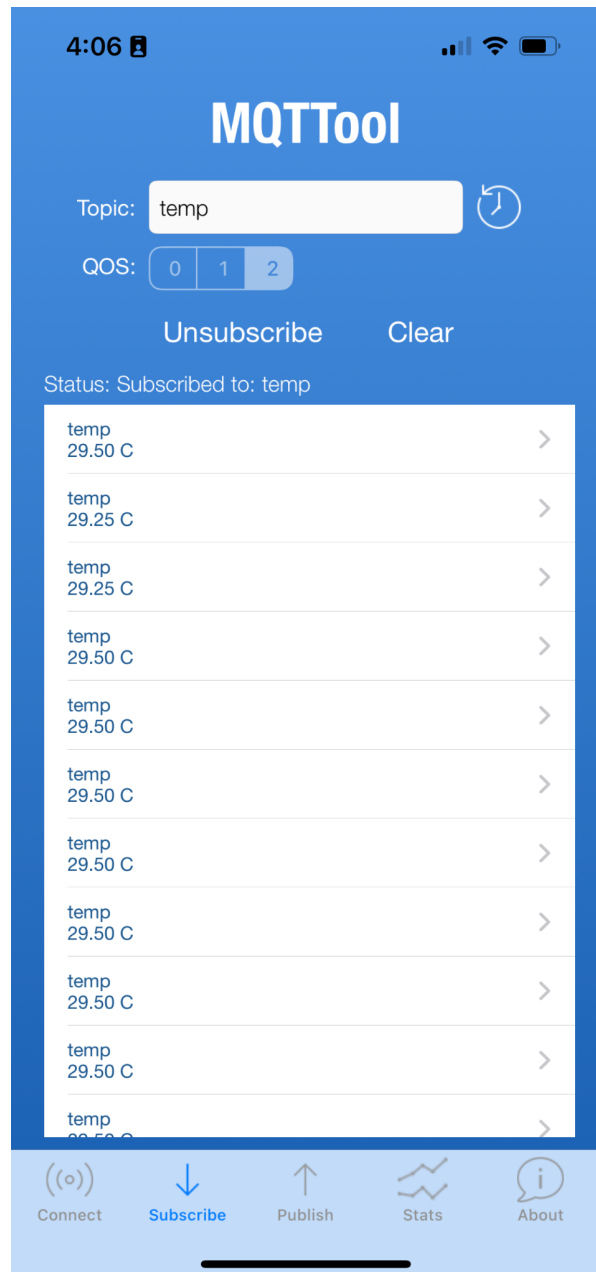 4:06
MQTTool
Topic: temp
QOS: 0 1 2
Unsubscribe Clear
Status: Subscribed to: temp
temp
29.50 C
temp
29.25 C
temp
29.25 C
temp
29.50 C
temp
29.50 C
temp
29.50 C
temp
29.50 C
temp
29.50 C
temp
29.50 C
temp
29.50 C
temp
Connect Subscribe Publish Stats About